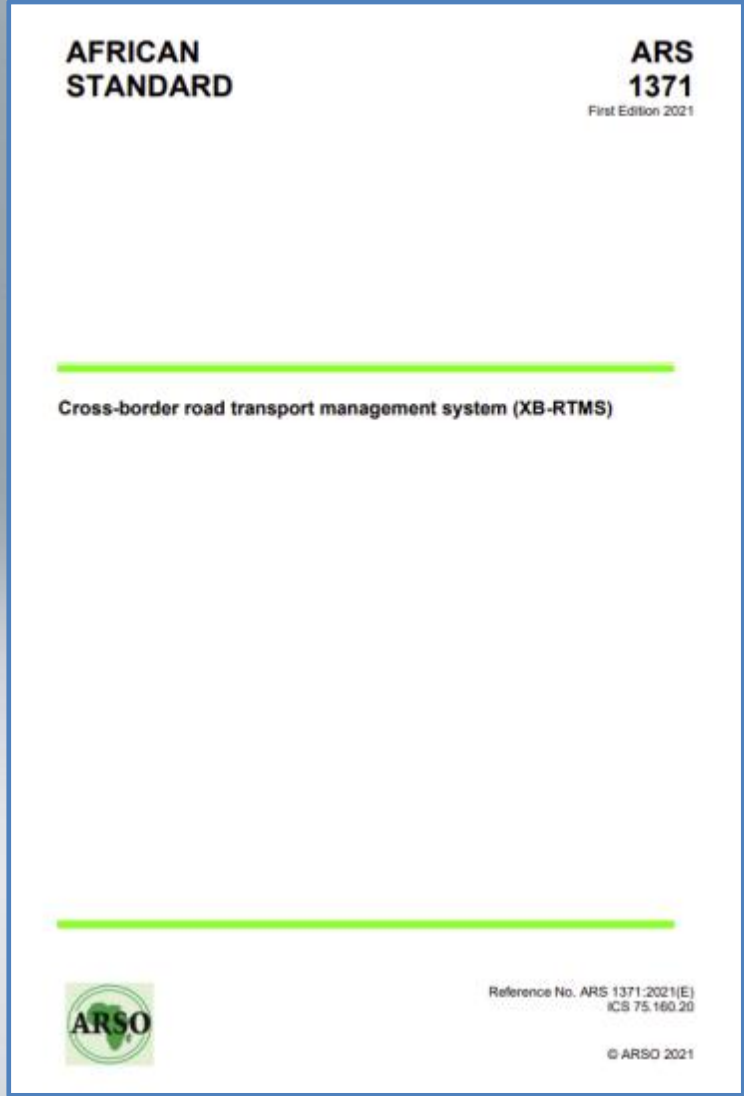 AFRICAN
STANDARD
ARS
1371
First Edition 2021
Cross-border road transport management system (XB-RTMS)
ARSO
Reference No. ARS 1371:2021(E)
ICS 75.160.20
© ARSO 2021